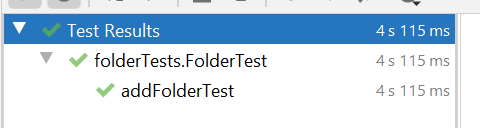 Test Results 4 s 115 ms
folderTests.FolderTest 4 s 115 ms
addFolderTest 4 s 115 ms